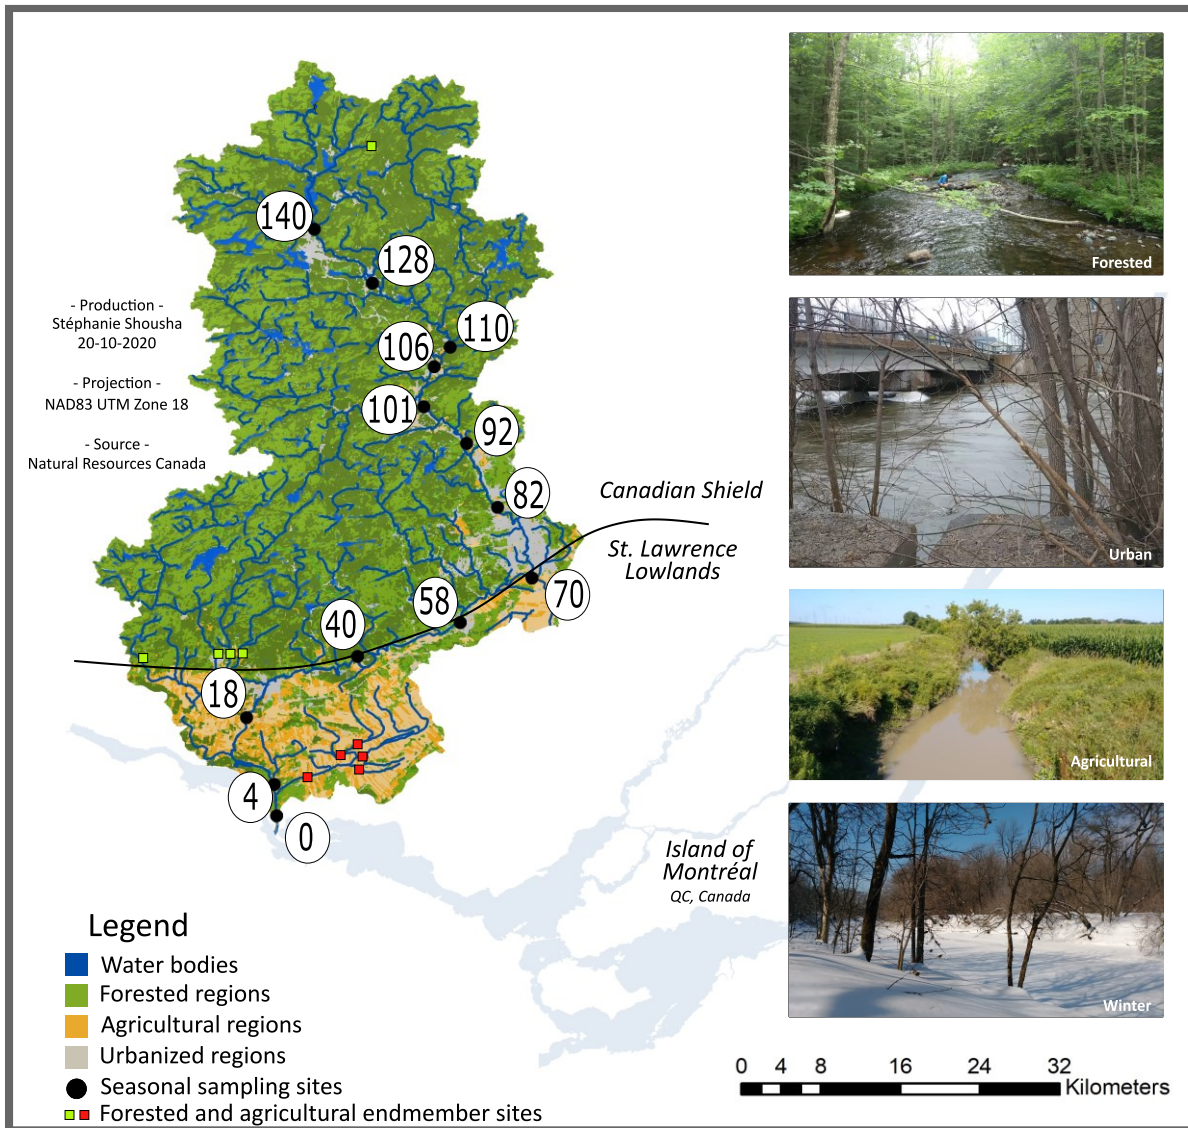 140
128
110
106
101
92
82
70
58
40
18
4
0
- Production -
Stéphanie Shousha
20-10-2020
- Projection -
NAD83 UTM Zone 18
- Source -
Natural Resources Canada
Canadian Shield
St. Lawrence
Lowlands
Island of
Montréal
QC, Canada
Forested
Urban
Agricultural
Winter
Legend
Water bodies
Forested regions
Agricultural regions
Urbanized regions
Seasonal sampling sites
Forested and agricultural endmember sites
0 4 8 16 24 32
Kilometers